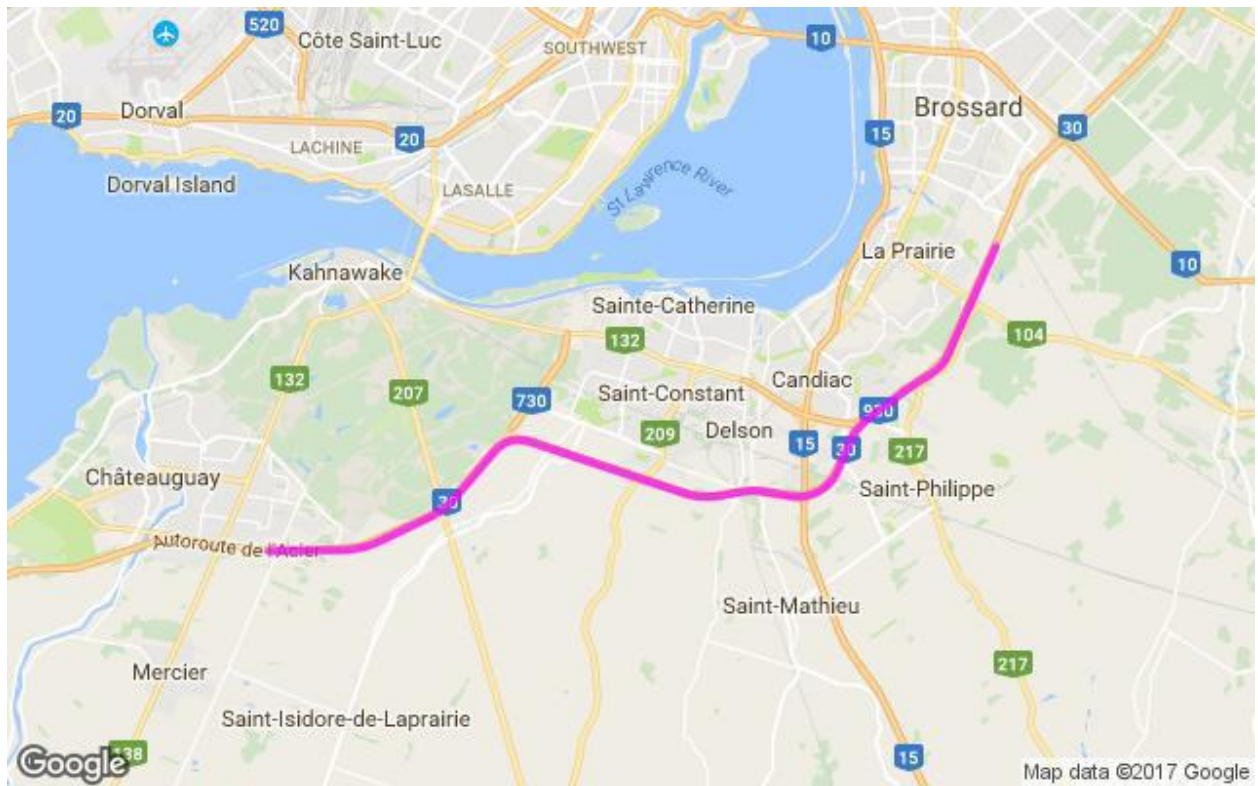 520
10
Côte Saint-Luc
SOUTHWEST
Brossard
20
Dorval
20
15
30
LACHINE
Dorval Island
LASALLE
St Lawrence River
La Prairie
Kahnawake
10
Sainte-Catherine
132
104
132
Candiac
207
730
Saint-Constant
930
209
Delson
15
30
217
Châteauguay
Saint-Philippe
30
Autoroute de l'Acier
Saint-Mathieu
217
Mercier
Saint-Isidore-de-Laprairie
138
15
Google
Map data ©2017 Google